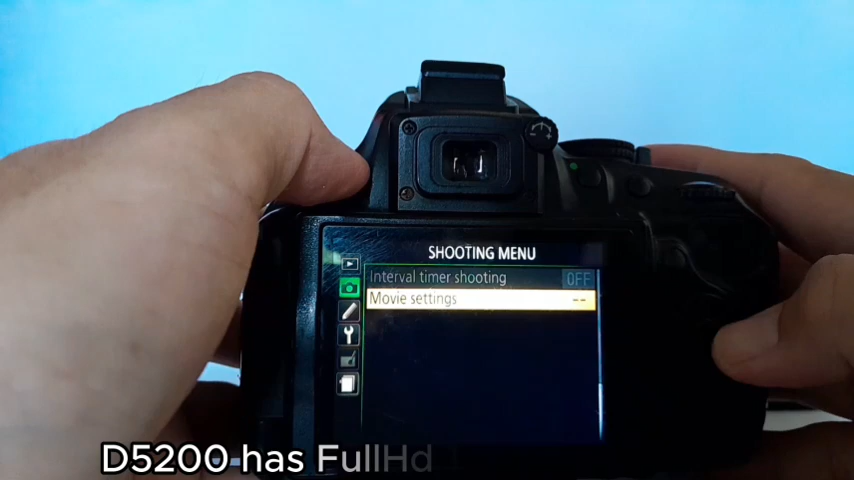 SHOOTING MENU
Interval timer shooting OFF
Movie settings --
D5200 has FullHd